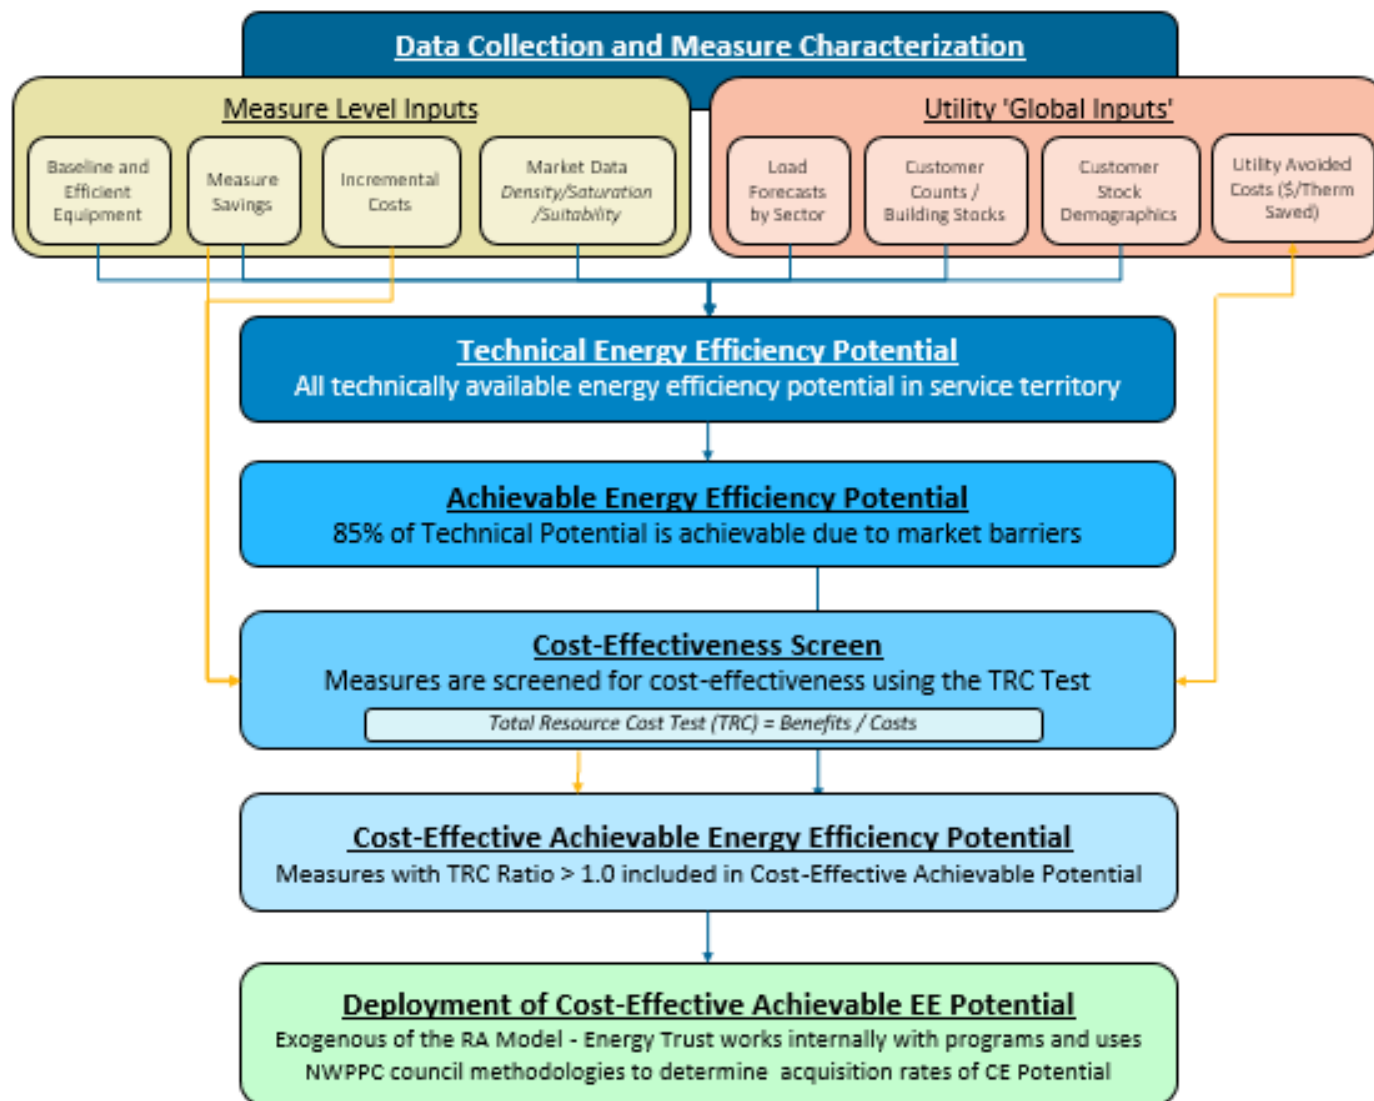 Data Collection and Measure Characterization
Measure Level Inputs
Baseline and
Efficient
Equipment
Measure
Savings
Incremental
Costs
Market Data
Density/Saturation
/Suitability
Utility 'Global Inputs'
Load
Forecasts
by Sector
Customer
Counts /
Building Stocks
Customer
Stock
Demographics
Utility Avoided
Costs ($/Therm
Saved)
Technical Energy Efficiency Potential
All technically available energy efficiency potential in service territory
Achievable Energy Efficiency Potential
85% of Technical Potential is achievable due to market barriers
Cost-Effectiveness Screen
Measures are screened for cost-effectiveness using the TRC Test
Total Resource Cost Test (TRC) = Benefits / Costs
Cost-Effective Achievable Energy Efficiency Potential
Measures with TRC Ratio > 1.0 included in Cost-Effective Achievable Potential
Deployment of Cost-Effective Achievable EE Potential
Exogenous of the RA Model - Energy Trust works internally with programs and uses
NWPPC council methodologies to determine acquisition rates of CE Potential